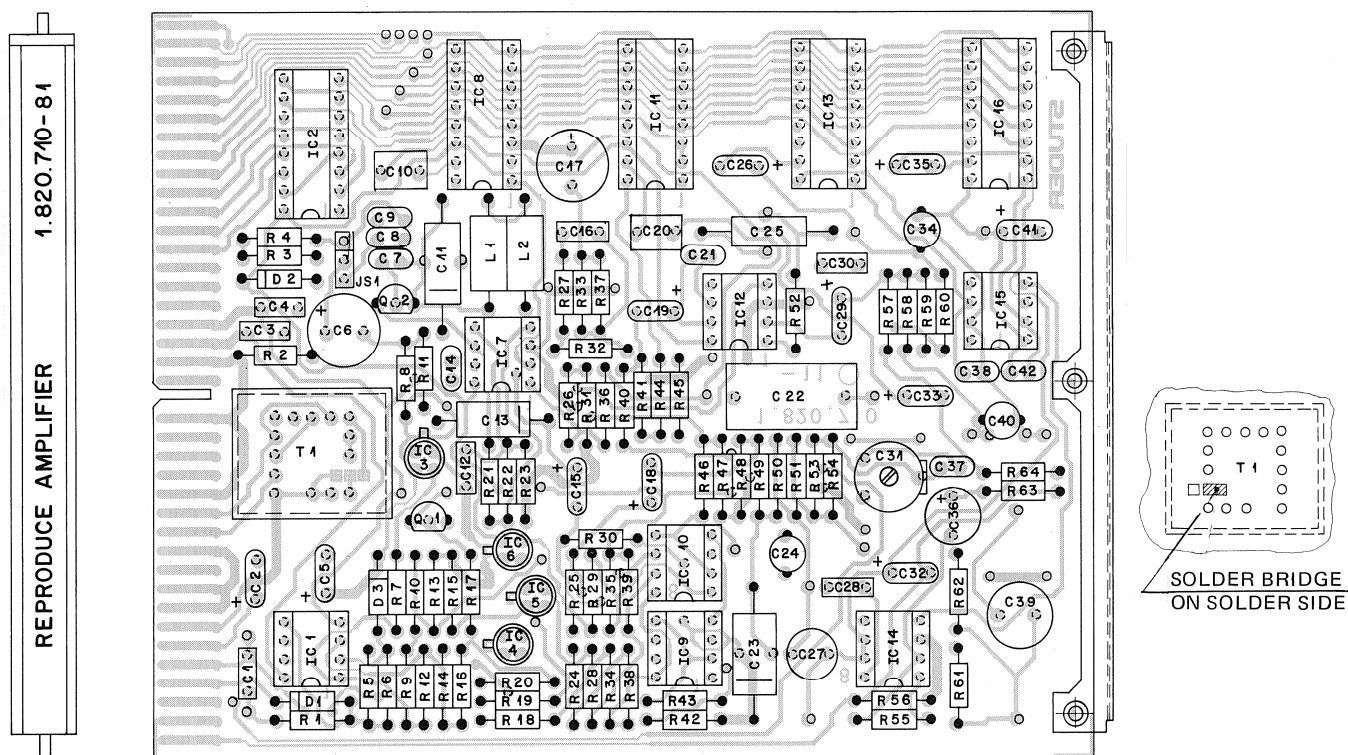 REPRODUCE AMPLIFIER 1.820.710-81
IC2
IC8
IC11
IC13
IC16
STUDER
C10
C17
C26 +
+ C35
C9
C8
C7
R4
R3
D2
JS1
C11
L1
L2
C16
C20
C21
C25
C34
+ C41
C30
C4
C3
R2
+ C6
Q2
R27
R33
R37
+ C19
IC12
R52
+ C29
R57
R58
R59
R60
IC15
R8
R11
C14
IC7
R32
C38
C42
T1
C13
R26
R31
R36
R40
R41
R44
R45
C22
+ C33
C40
IC3
C12
R21
R22
R23
+ C15
+ C18
R46
R47
R48
R49
R50
R51
R53
R54
C31
C37
R64
R63
+ C36
Q1
IC6
R30
IC10
C24
+ C32
C28
R62
C39
+ C2
+ C5
D3
R7
R10
R13
R15
R17
IC5
R25
R29
R35
R39
IC1
IC4
IC9
C23
C27
IC14
8
C1
D1
R1
R5
R6
R9
R12
R14
R16
R20
R19
R18
R24
R28
R34
R38
R43
R42
R56
R55
R61
T1
SOLDER BRIDGE
ON SOLDER SIDE